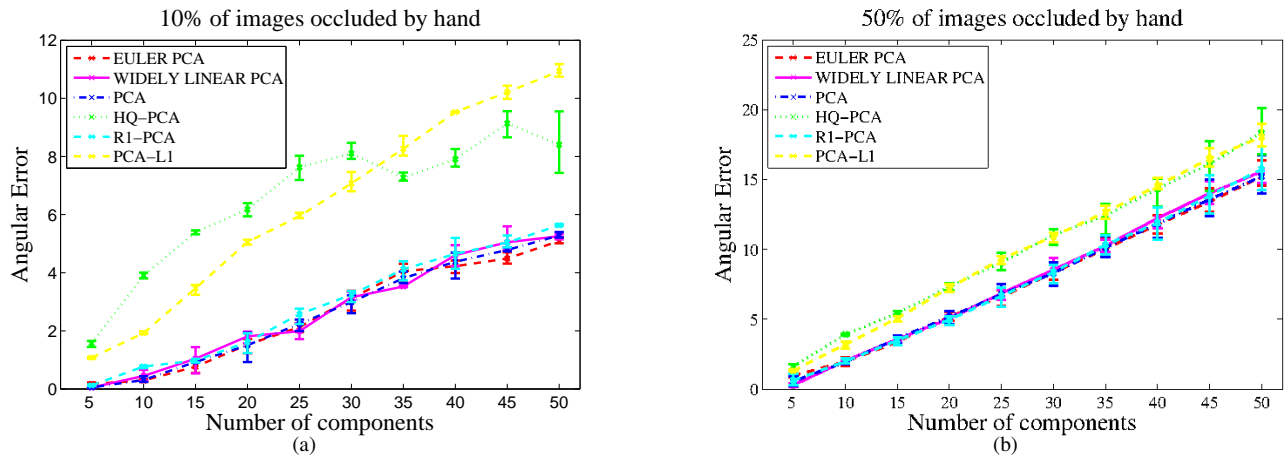 10% of images occluded by hand
12
10
8
6
4
2
0
Angular Error
EULER PCA
WIDELY LINEAR PCA
PCA
HQ−PCA
R1−PCA
PCA−L1
5 10 15 20 25 30 35 40 45 50
Number of components
(a)
50% of images occluded by hand
25
20
15
10
5
0
Angular Error
EULER PCA
WIDELY LINEAR PCA
PCA
HQ−PCA
R1−PCA
PCA−L1
5 10 15 20 25 30 35 40 45 50
Number of components
(b)